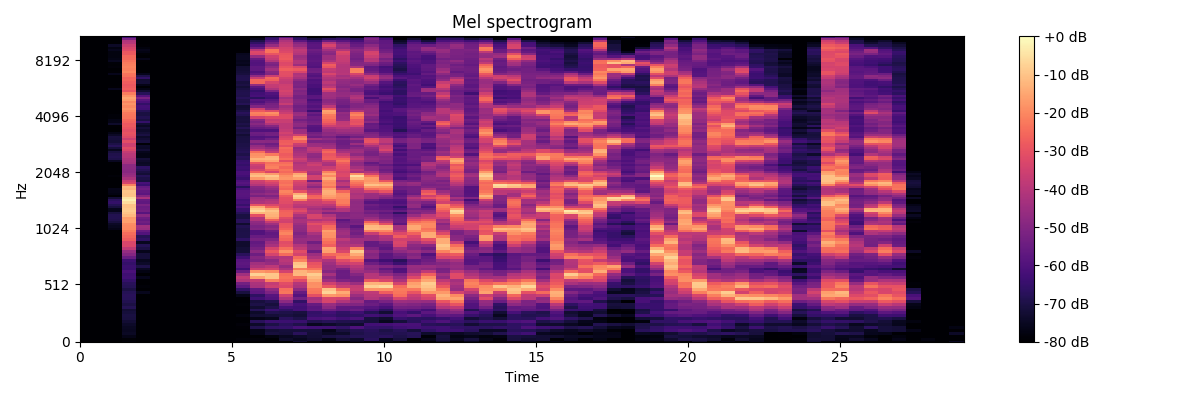 Mel spectrogram
Hz
8192
4096
2048
1024
512
0
0 5 10 15 20 25
Time
+0 dB
-10 dB
-20 dB
-30 dB
-40 dB
-50 dB
-60 dB
-70 dB
-80 dB